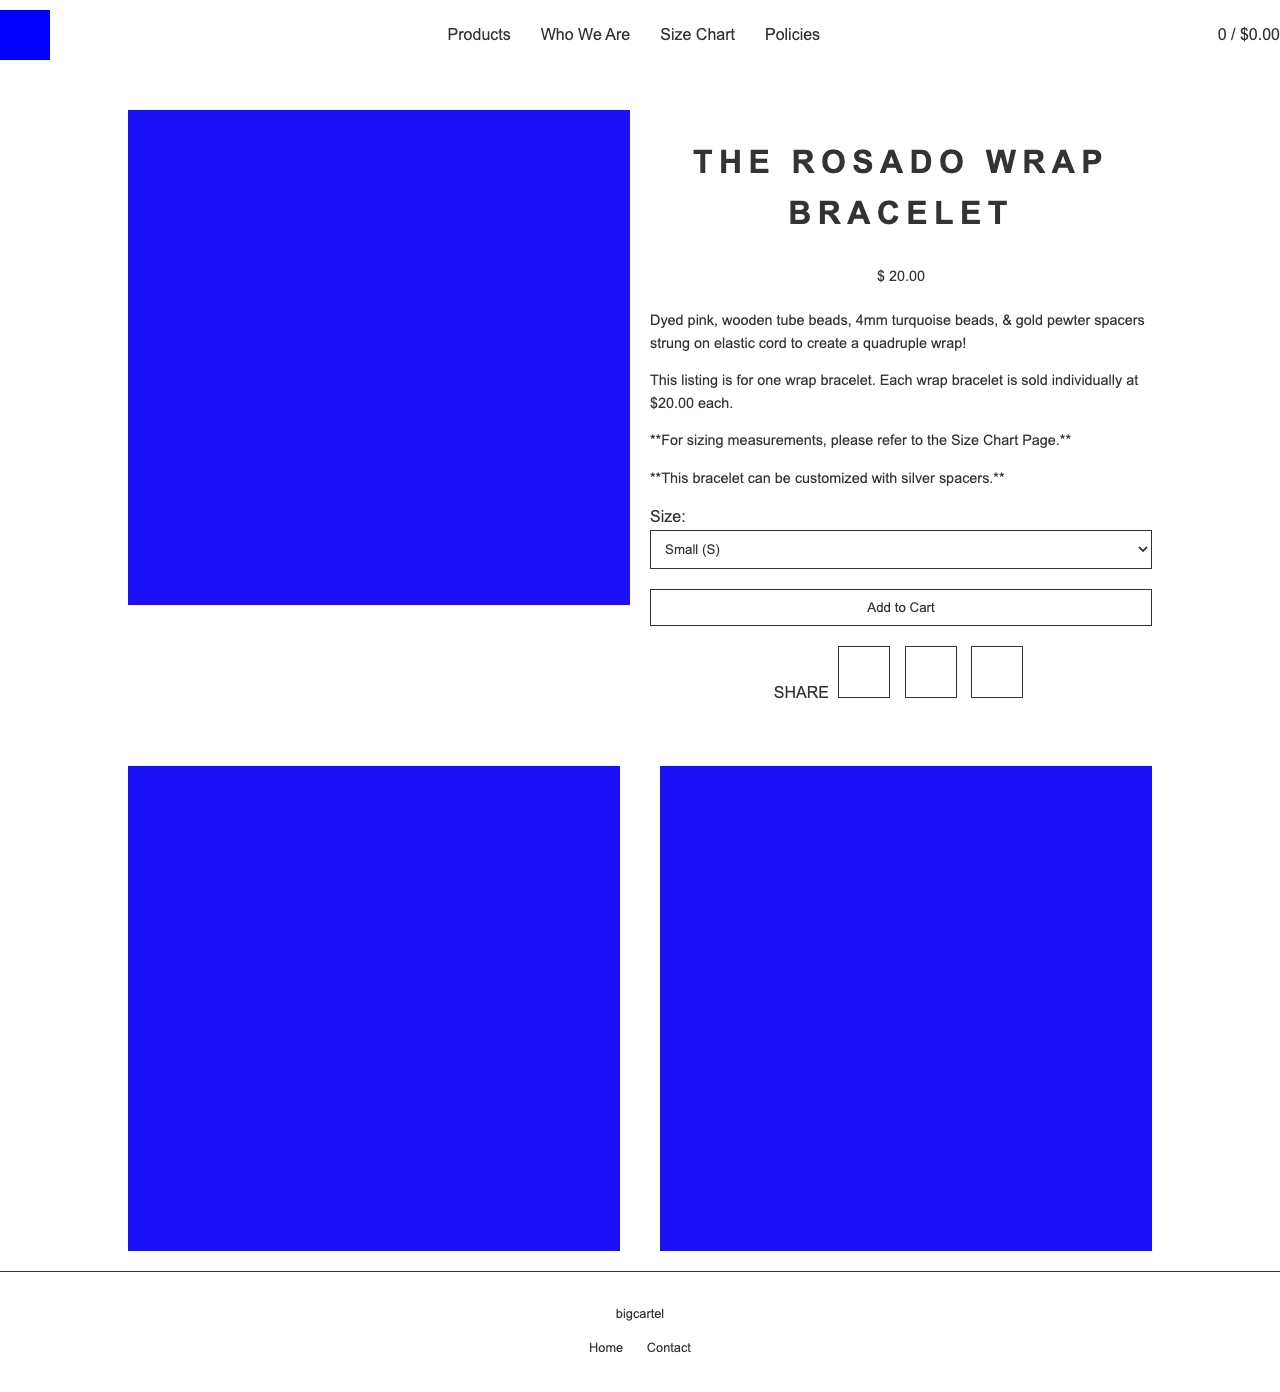 Products Who We Are Size Chart Policies 0 / $0.00
THE ROSADO WRAP
BRACELET
$ 20.00
Dyed pink, wooden tube beads, 4mm turquoise beads, & gold pewter spacers
strung on elastic cord to create a quadruple wrap!
This listing is for one wrap bracelet. Each wrap bracelet is sold individually at
$20.00 each.
**For sizing measurements, please refer to the Size Chart Page.**
**This bracelet can be customized with silver spacers.**
Size:
Small (S)
Add to Cart
SHARE
bigcartel
Home Contact